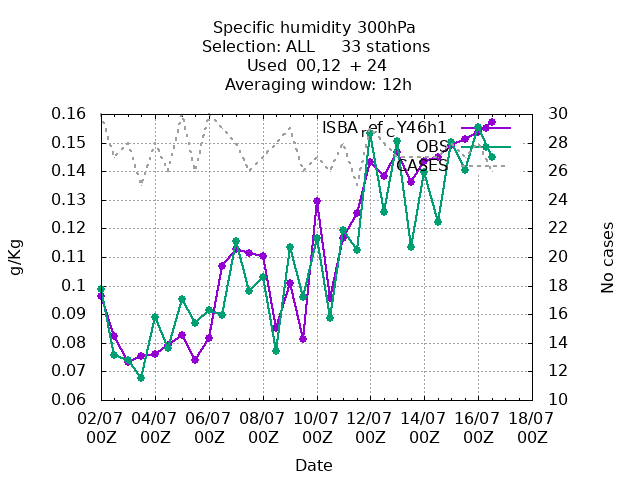 Specific humidity 300hPa
Selection: ALL 33 stations
Used 00,12 + 24
Averaging window: 12h
0.16
0.15
0.14
0.13
0.12
0.11
0.1
0.09
0.08
0.07
0.06
g/Kg
30
28
26
24
22
20
18
16
14
12
10
No cases
ISBA_ref_CY46h1
OBS
CASES
02/07 04/07 06/07 08/07 10/07 12/07 14/07 16/07 18/07
00Z 00Z 00Z 00Z 00Z 00Z 00Z 00Z 00Z
Date